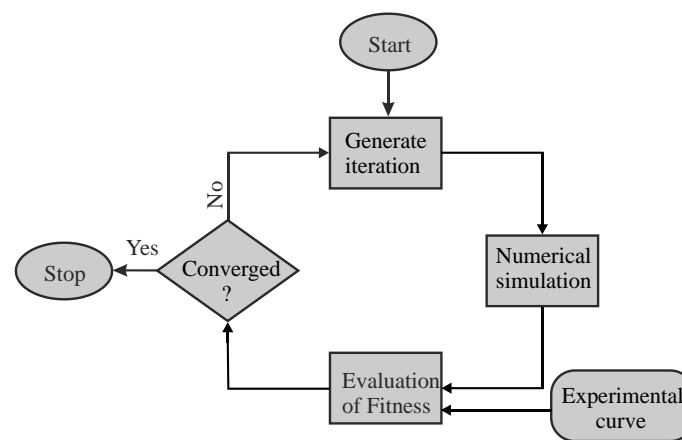 Start
Generate
iteration
No
Yes
Stop
Converged
?
Numerical
simulation
Evaluation
of Fitness
Experimental
curve